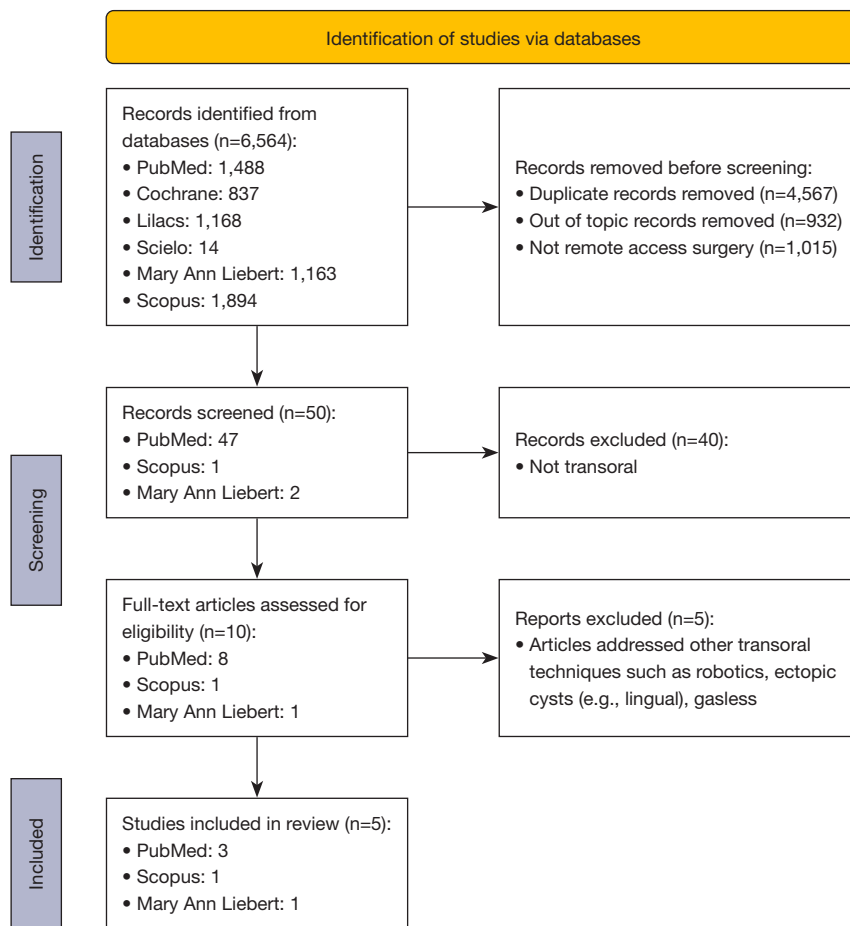 Identification of studies via databases
Identification
Records identified from
databases (n=6,564):
• PubMed: 1,488
• Cochrane: 837
• Lilacs: 1,168
• Scielo: 14
• Mary Ann Liebert: 1,163
• Scopus: 1,894
Records removed before screening:
• Duplicate records removed (n=4,567)
• Out of topic records removed (n=932)
• Not remote access surgery (n=1,015)
Screening
Records screened (n=50):
• PubMed: 47
• Scopus: 1
• Mary Ann Liebert: 2
Records excluded (n=40):
• Not transoral
Full-text articles assessed for
eligibility (n=10):
• PubMed: 8
• Scopus: 1
• Mary Ann Liebert: 1
Reports excluded (n=5):
• Articles addressed other transoral
techniques such as robotics, ectopic
cysts (e.g., lingual), gasless
Included
Studies included in review (n=5):
• PubMed: 3
• Scopus: 1
• Mary Ann Liebert: 1